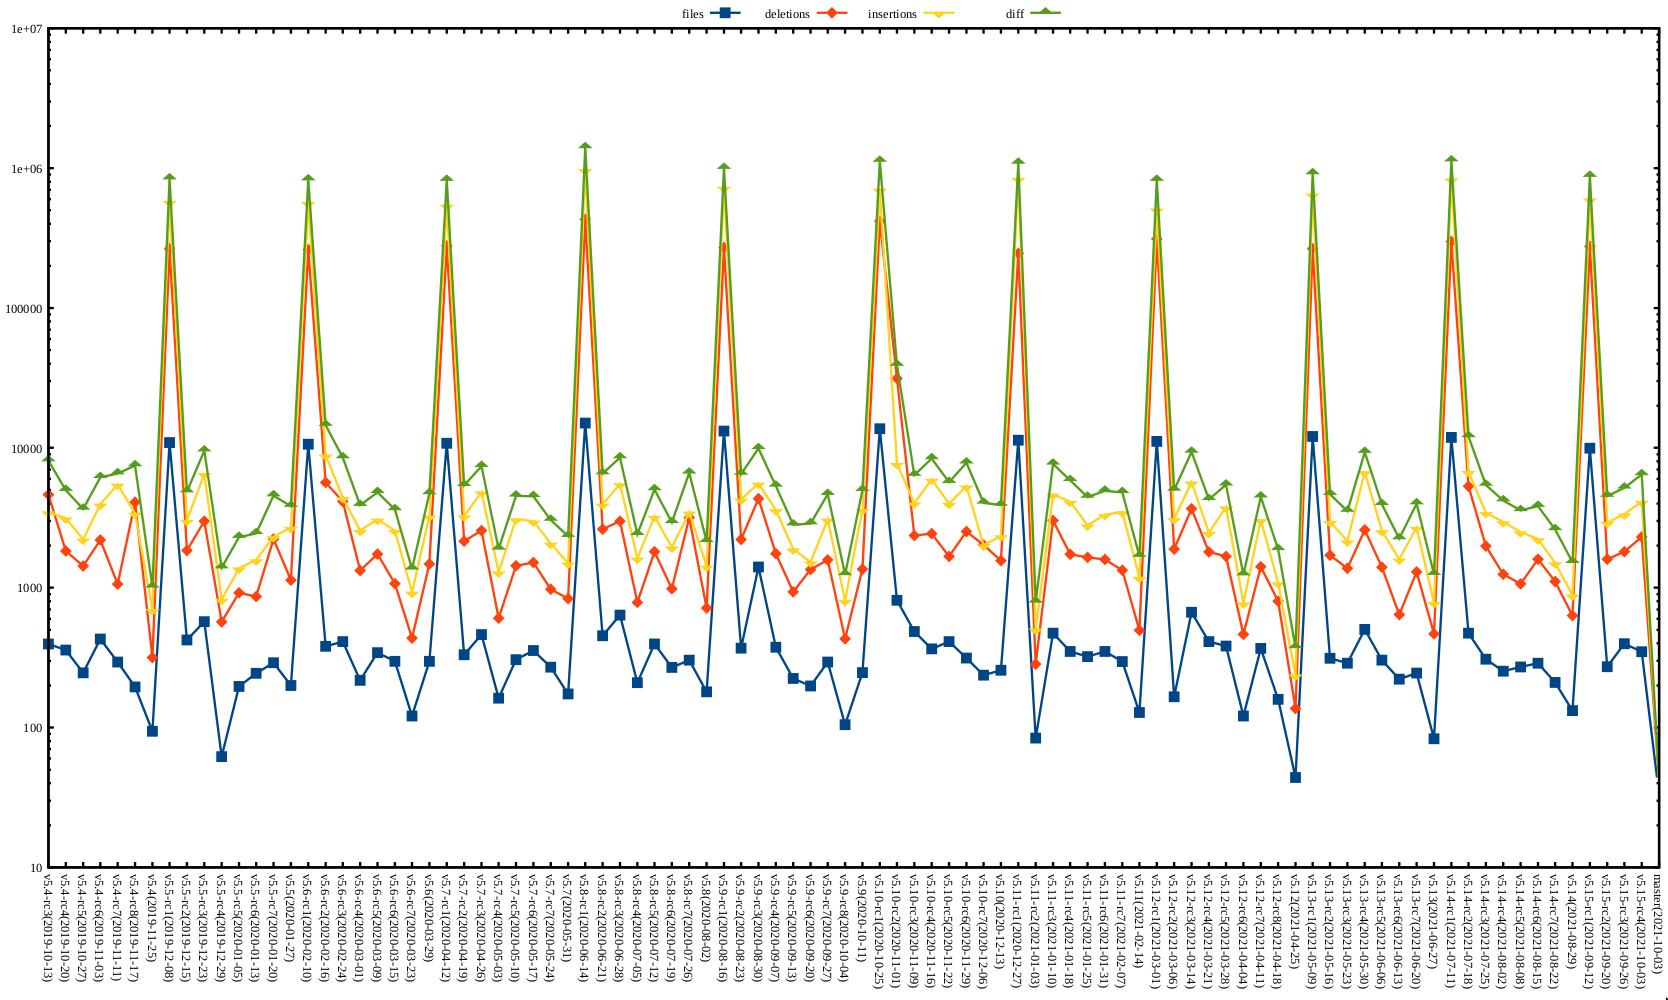 files deletions insertions diff
1e+07
1e+06
100000
10000
1000
100
10
v5.4-rc3(2019-10-13)
v5.4-rc4(2019-10-20)
v5.4-rc5(2019-10-27)
v5.4-rc6(2019-11-03)
v5.4-rc7(2019-11-11)
v5.4-rc8(2019-11-17)
v5.4(2019-11-25)
v5.5-rc1(2019-12-08)
v5.5-rc2(2019-12-15)
v5.5-rc3(2019-12-23)
v5.5-rc4(2019-12-29)
v5.5-rc5(2020-01-05)
v5.5-rc6(2020-01-13)
v5.5-rc7(2020-01-20)
v5.5(2020-01-27)
v5.6-rc1(2020-02-10)
v5.6-rc2(2020-02-16)
v5.6-rc3(2020-02-24)
v5.6-rc4(2020-03-01)
v5.6-rc5(2020-03-09)
v5.6-rc6(2020-03-15)
v5.6-rc7(2020-03-23)
v5.6(2020-03-29)
v5.7-rc1(2020-04-12)
v5.7-rc2(2020-04-19)
v5.7-rc3(2020-04-26)
v5.7-rc4(2020-05-03)
v5.7-rc5(2020-05-10)
v5.7-rc6(2020-05-17)
v5.7-rc7(2020-05-24)
v5.7(2020-05-31)
v5.8-rc1(2020-06-14)
v5.8-rc2(2020-06-21)
v5.8-rc3(2020-06-28)
v5.8-rc4(2020-07-05)
v5.8-rc5(2020-07-12)
v5.8-rc6(2020-07-19)
v5.8-rc7(2020-07-26)
v5.8(2020-08-02)
v5.9-rc1(2020-08-16)
v5.9-rc2(2020-08-23)
v5.9-rc3(2020-08-30)
v5.9-rc4(2020-09-07)
v5.9-rc5(2020-09-13)
v5.9-rc6(2020-09-20)
v5.9-rc7(2020-09-27)
v5.9-rc8(2020-10-04)
v5.9(2020-10-11)
v5.10-rc1(2020-10-25)
v5.10-rc2(2020-11-01)
v5.10-rc3(2020-11-09)
v5.10-rc4(2020-11-16)
v5.10-rc5(2020-11-22)
v5.10-rc6(2020-11-29)
v5.10-rc7(2020-12-06)
v5.10(2020-12-13)
v5.11-rc1(2020-12-27)
v5.11-rc2(2021-01-03)
v5.11-rc3(2021-01-10)
v5.11-rc4(2021-01-18)
v5.11-rc5(2021-01-25)
v5.11-rc6(2021-01-31)
v5.11-rc7(2021-02-07)
v5.11(2021-02-14)
v5.12-rc1(2021-03-01)
v5.12-rc2(2021-03-06)
v5.12-rc3(2021-03-14)
v5.12-rc4(2021-03-21)
v5.12-rc5(2021-03-28)
v5.12-rc6(2021-04-04)
v5.12-rc7(2021-04-11)
v5.12-rc8(2021-04-18)
v5.12(2021-04-25)
v5.13-rc1(2021-05-09)
v5.13-rc2(2021-05-16)
v5.13-rc3(2021-05-23)
v5.13-rc4(2021-05-30)
v5.13-rc5(2021-06-06)
v5.13-rc6(2021-06-13)
v5.13-rc7(2021-06-20)
v5.13(2021-06-27)
v5.14-rc1(2021-07-11)
v5.14-rc2(2021-07-18)
v5.14-rc3(2021-07-25)
v5.14-rc4(2021-08-02)
v5.14-rc5(2021-08-08)
v5.14-rc6(2021-08-15)
v5.14-rc7(2021-08-22)
v5.14(2021-08-29)
v5.15-rc1(2021-09-12)
v5.15-rc2(2021-09-20)
v5.15-rc3(2021-09-26)
v5.15-rc4(2021-10-03)
master(2021-10-03)